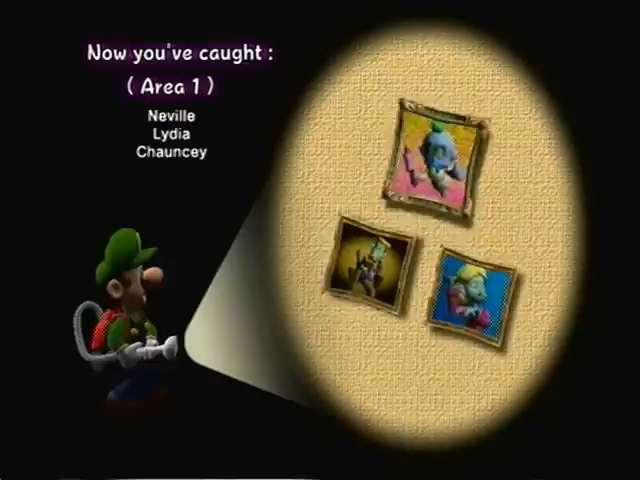 Now you've caught :
( Area 1 )
Neville
Lydia
Chauncey